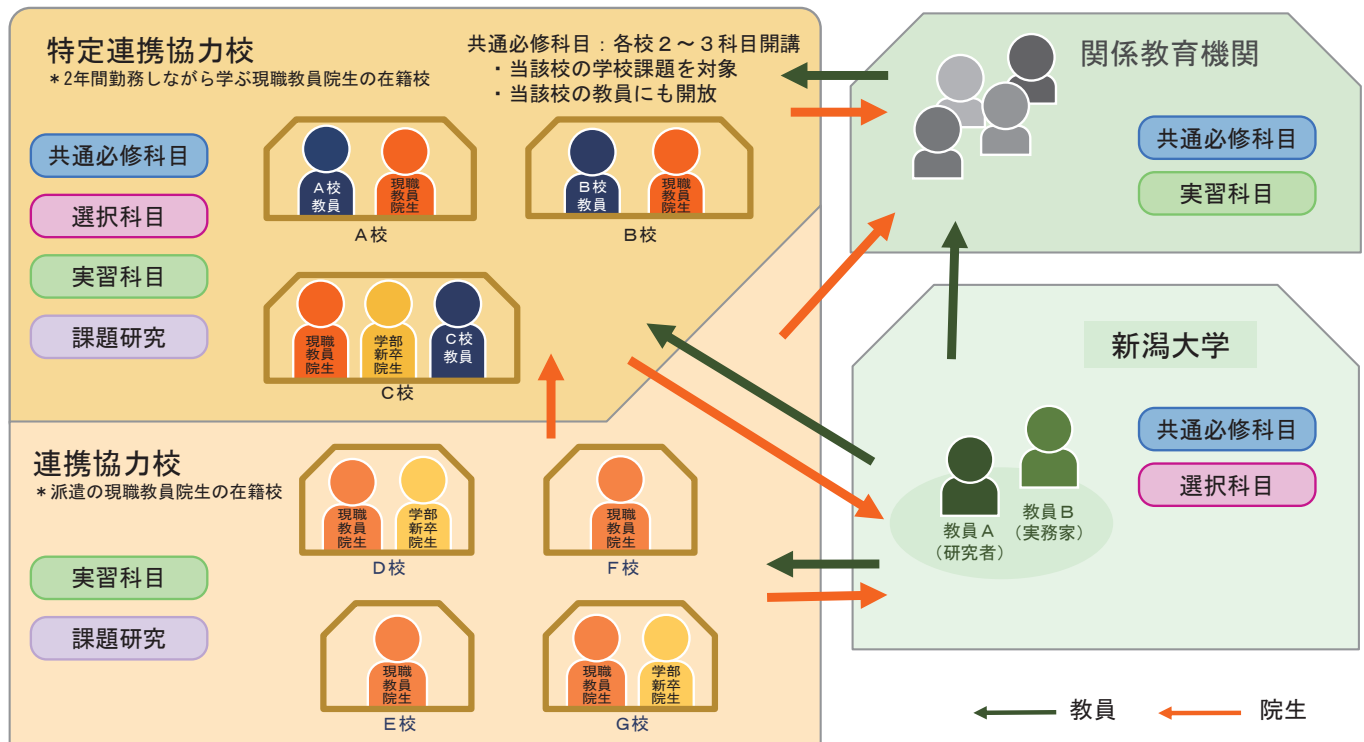 特定連携協力校
＊2年間勤務しながら学ぶ現職教員院生の在籍校
共通必修科目：各校２～３科目開講
・当該校の学校課題を対象
・当該校の教員にも開放
共通必修科目
選択科目
実習科目
課題研究
A校
教員
現職
教員
院生
A校
B校
教員
現職
教員
院生
B校
現職
教員
院生
学部
新卒
院生
C校
教員
C校
連携協力校
＊派遣の現職教員院生の在籍校
実習科目
課題研究
現職
教員
院生
学部
新卒
院生
D校
現職
教員
院生
F校
現職
教員
院生
E校
現職
教員
院生
学部
新卒
院生
G校
関係教育機関
共通必修科目
実習科目
新潟大学
共通必修科目
選択科目
教員A
（研究者）
教員B
（実務家）
教員
院生